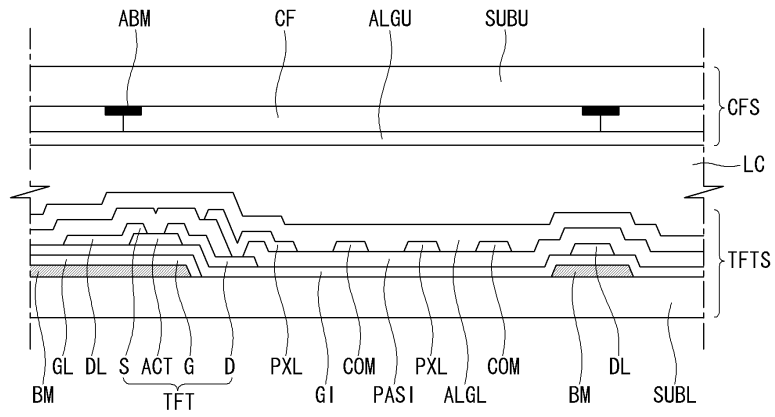 ABM CF ALGU SUBU
CFS
LC
TFTS
GL DL S ACT G D PXL COM PXL COM DL
BM GI PASI ALGL BM SUBL
TFT